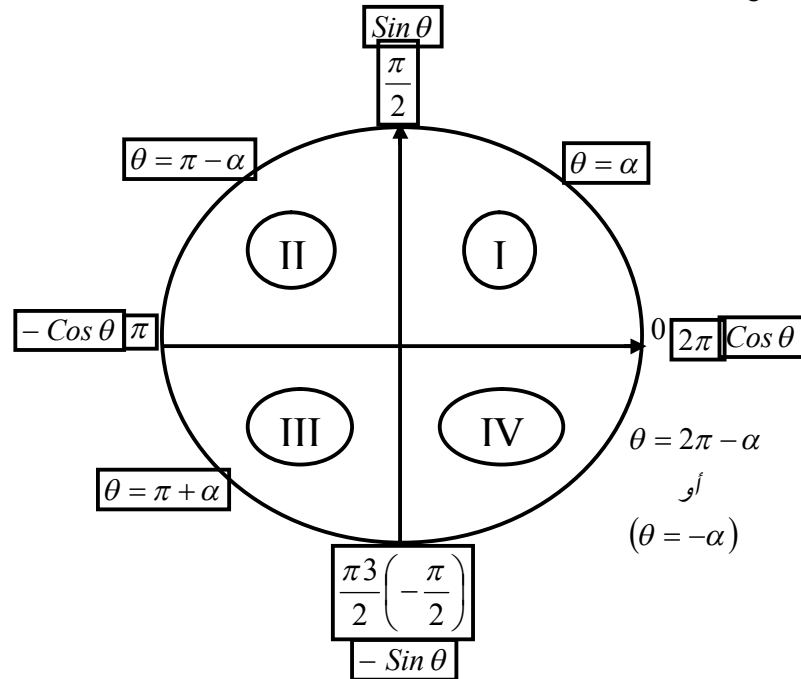 Sin θ
π/2
θ = π − α
θ = α
II
I
− Cos θ π
0 2π Cos θ
III
IV
θ = 2π − α
أو
(θ = −α)
θ = π + α
π3/2 (−π/2)
− Sin θ